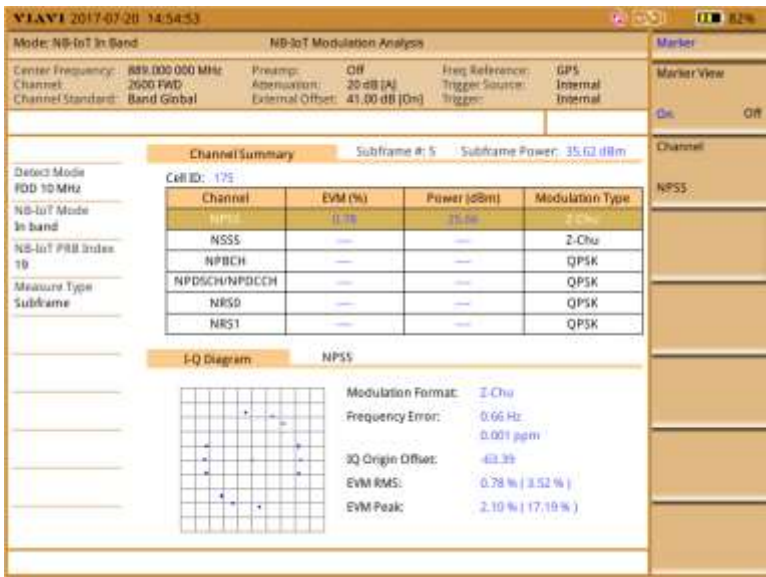 VIAVI 2017-07-20 14:54:53 82%
Mode: NB-IoT In Band NB-IoT Modulation Analysis Marker
Center Frequency: 889.000 000 MHz Preamp: Off Freq Reference: GPS
Channel: 2600 FWD Attenuation: 20 dB [A] Trigger Source: Internal
Channel Standard: Band Global External Offset: 41.00 dB [On] Trigger: Internal
Marker View
On Off
Channel
NPSS
Channel Summary Subframe #: 5 Subframe Power: 35.62 dBm
Detect Mode
FDD 10 MHz
NB-IoT Mode
In band
NB-IoT PRB Index
19
Measure Type
Subframe
Cell ID: 175
Channel EVM (%) Power (dBm) Modulation Type
NPSS 0.78 25.66 Z-Chu
NSSS ---- ---- Z-Chu
NPBCH ---- ---- QPSK
NPDSCH/NPDCCH ---- ---- QPSK
NRS0 ---- ---- QPSK
NRS1 ---- ---- QPSK
I-Q Diagram NPSS
Modulation Format: Z-Chu
Frequency Error: 0.66 Hz
0.001 ppm
IQ Origin Offset: -63.39
EVM RMS: 0.78 % ( 3.52 % )
EVM Peak: 2.10 % ( 17.19 % )